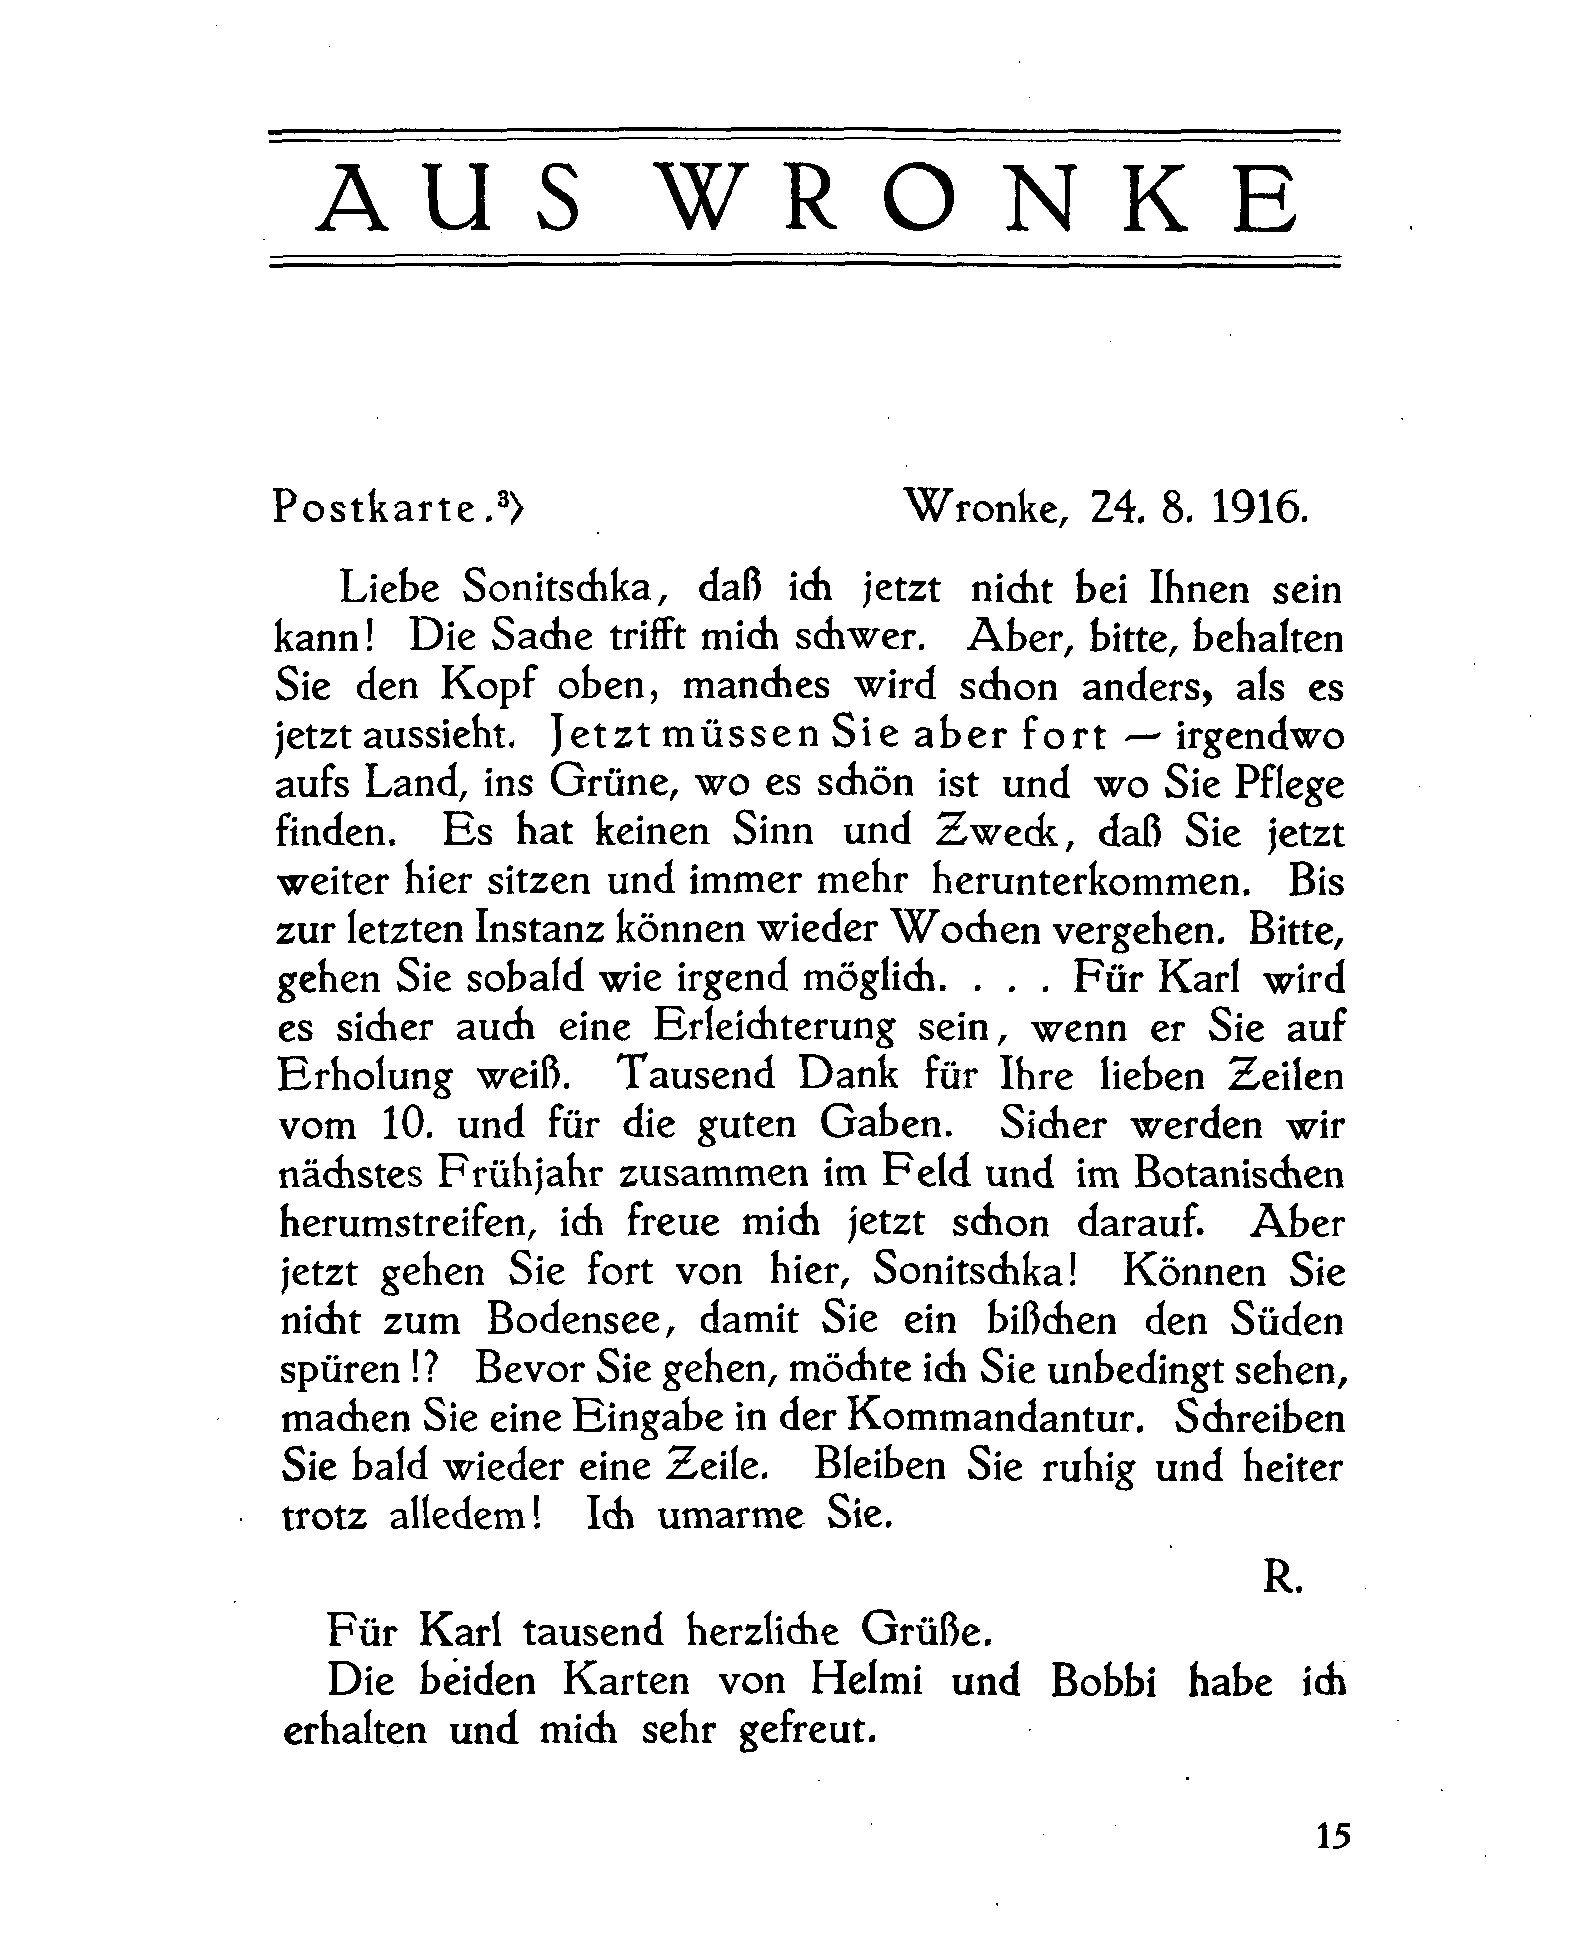 AUS WRONKE
Postkarte.³) Wronke, 24. 8. 1916.
Liebe Sonitschka, daß ich jetzt nicht bei Ihnen sein
kann! Die Sache trifft mich schwer. Aber, bitte, behalten
Sie den Kopf oben, manches wird schon anders, als es
jetzt aussieht. Jetzt müssen Sie aber fort — irgendwo
aufs Land, ins Grüne, wo es schön ist und wo Sie Pflege
finden. Es hat keinen Sinn und Zweck, daß Sie jetzt
weiter hier sitzen und immer mehr herunterkommen. Bis
zur letzten Instanz können wieder Wochen vergehen. Bitte,
gehen Sie sobald wie irgend möglich. . . . Für Karl wird
es sicher auch eine Erleichterung sein, wenn er Sie auf
Erholung weiß. Tausend Dank für Ihre lieben Zeilen
vom 10. und für die guten Gaben. Sicher werden wir
nächstes Frühjahr zusammen im Feld und im Botanischen
herumstreifen, ich freue mich jetzt schon darauf. Aber
jetzt gehen Sie fort von hier, Sonitschka! Können Sie
nicht zum Bodensee, damit Sie ein bißchen den Süden
spüren!? Bevor Sie gehen, möchte ich Sie unbedingt sehen,
machen Sie eine Eingabe in der Kommandantur. Schreiben
Sie bald wieder eine Zeile. Bleiben Sie ruhig und heiter
trotz alledem! Ich umarme Sie.
R.
Für Karl tausend herzliche Grüße.
Die beiden Karten von Helmi und Bobbi habe ich
erhalten und mich sehr gefreut.
15